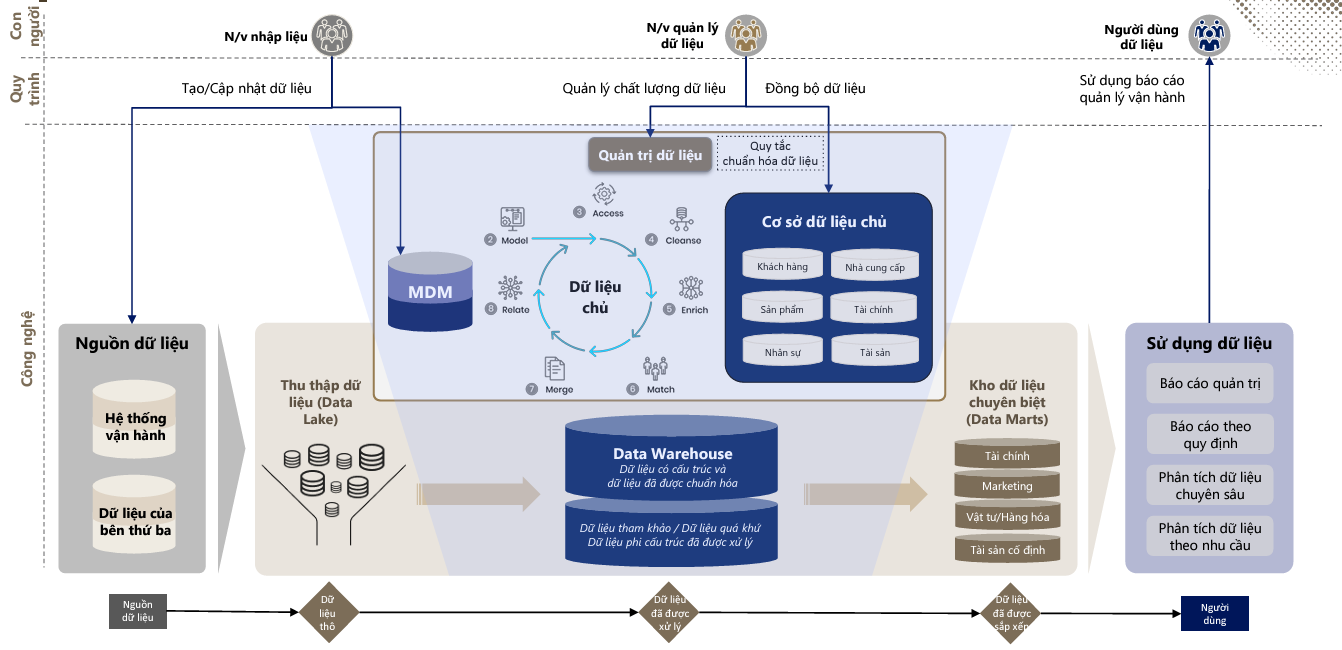 Con
người
N/v nhập liệu
N/v quản lý
dữ liệu
Người dùng
dữ liệu
Quy
trình
Tạo/Cập nhật dữ liệu
Quản lý chất lượng dữ liệu
Đồng bộ dữ liệu
Sử dụng báo cáo
quản lý vận hành
Công nghệ
Quản trị dữ liệu
Quy tắc
chuẩn hóa dữ liệu
MDM
2 Model
3 Access
4 Cleanse
5 Enrich
6 Match
7 Merge
8 Relate
Dữ liệu
chủ
Cơ sở dữ liệu chủ
Khách hàng
Nhà cung cấp
Sản phẩm
Tài chính
Nhân sự
Tài sản
Nguồn dữ liệu
Hệ thống
vận hành
Dữ liệu của
bên thứ ba
Thu thập dữ
liệu (Data
Lake)
Data Warehouse
Dữ liệu có cấu trúc và
dữ liệu đã được chuẩn hóa
Dữ liệu tham khảo / Dữ liệu quá khứ
Dữ liệu phi cấu trúc đã được xử lý
Kho dữ liệu
chuyên biệt
(Data Marts)
Tài chính
Marketing
Vật tư/Hàng hóa
Tài sản cố định
Sử dụng dữ liệu
Báo cáo quản trị
Báo cáo theo
quy định
Phân tích dữ liệu
chuyên sâu
Phân tích dữ liệu
theo nhu cầu
Nguồn
dữ liệu
Dữ
liệu
thô
Dữ liệu
đã được
xử lý
Dữ liệu
đã được
sắp xếp
Người
dùng